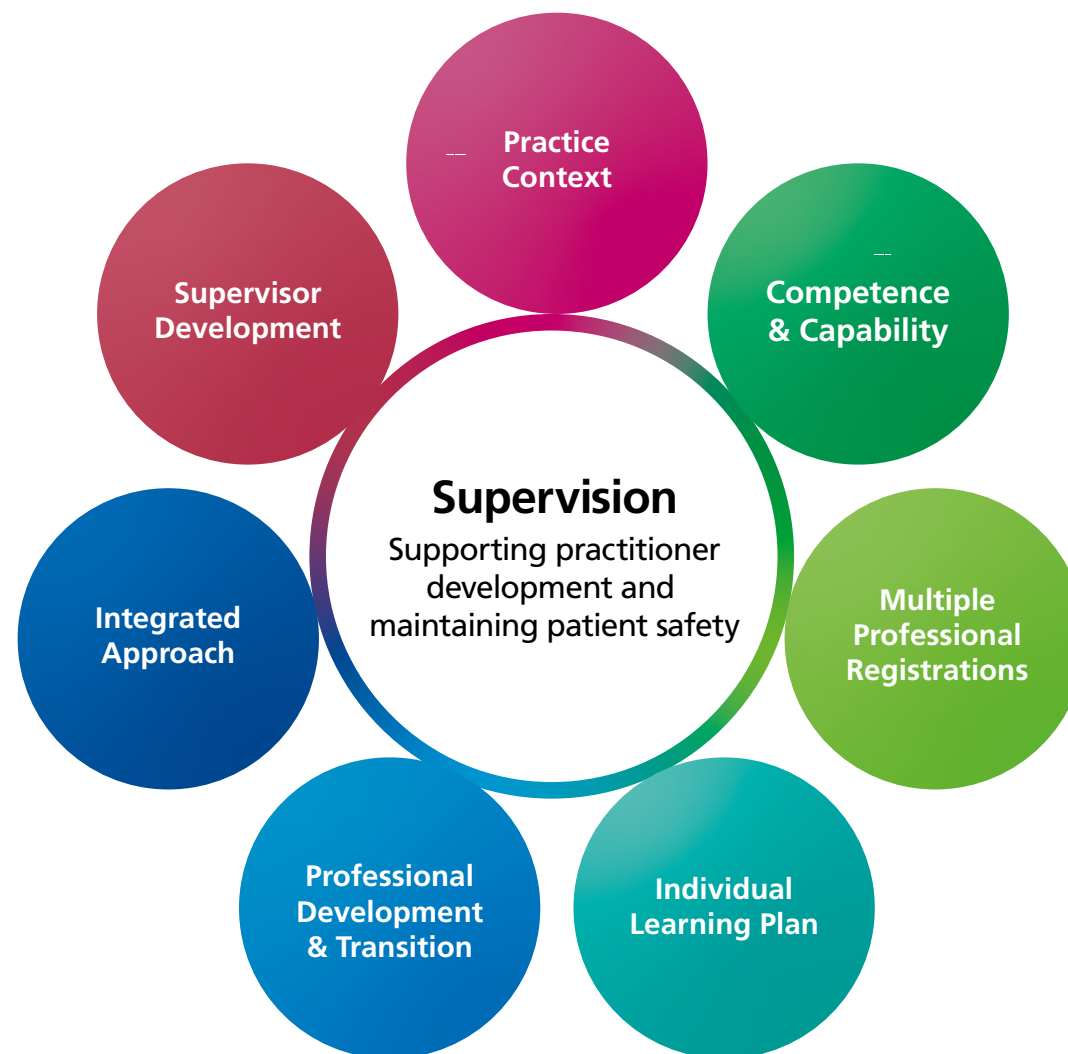 Practice
Context
Competence
& Capability
Multiple
Professional
Registrations
Individual
Learning Plan
Professional
Development
& Transition
Integrated
Approach
Supervisor
Development
Supervision
Supporting practitioner
development and
maintaining patient safety